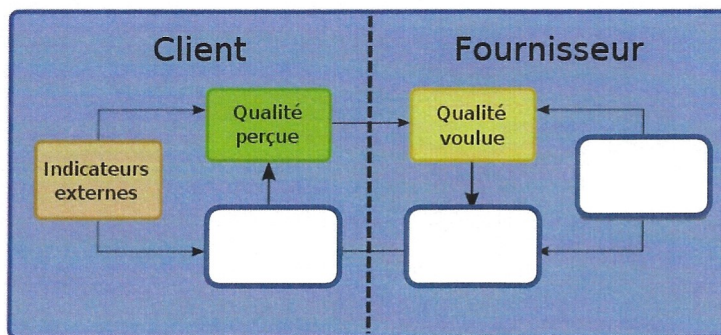 Client
Fournisseur
Qualité
perçue
Qualité
voulue
Indicateurs
externes